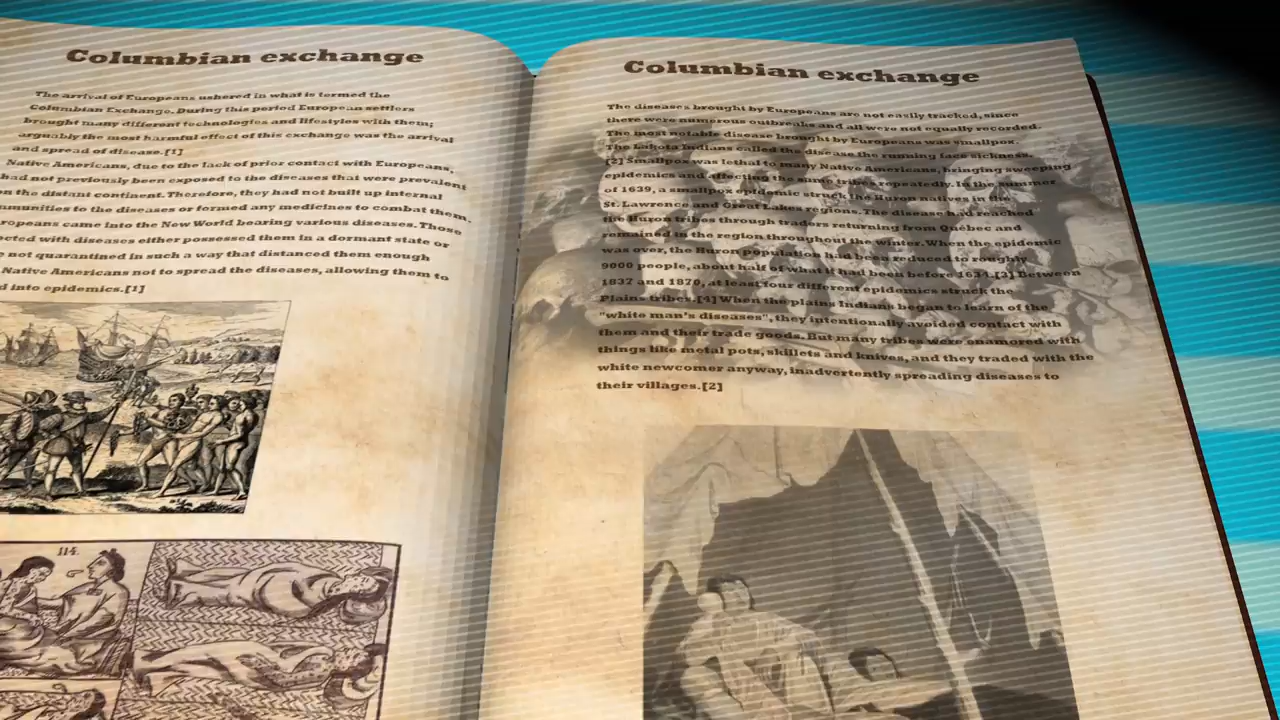 Columbian exchange
The arrival of Europeans ushered in what is termed the
Columbian Exchange. During this period European settlers
brought many different technologies and lifestyles with them;
arguably the most harmful effect of this exchange was the arrival
and spread of disease.[1]
Native Americans, due to the lack of prior contact with Europeans,
had not previously been exposed to the diseases that were prevalent
on the distant continent. Therefore, they had not built up internal
munities to the diseases or formed any medicines to combat them.
ropeans came into the New World bearing various diseases. Those
ected with diseases either possessed them in a dormant state or
e not quarantined in such a way that distanced them enough
Native Americans not to spread the diseases, allowing them to
d into epidemics.[1]
114.
Columbian exchange
The diseases brought by Europeans are not easily tracked, since
there were numerous outbreaks and all were not equally recorded.
The most notable disease brought by Europeans was smallpox.
The Lakota Indians called the disease the running face sickness.
[2] Smallpox was lethal to many Native Americans, bringing sweeping
epidemics and affecting the same tribes repeatedly. In the summer
of 1639, a smallpox epidemic struck the Huron natives in the
St. Lawrence and Great Lakes regions. The disease had reached
the Huron tribes through traders returning from Québec and
remained in the region throughout the winter. When the epidemic
was over, the Huron population had been reduced to roughly
9000 people, about half of what it had been before 1634.[3] Between
1837 and 1870, at least four different epidemics struck the
Plains tribes.[4] When the plains Indians began to learn of the
"white man's diseases", they intentionally avoided contact with
them and their trade goods. But many tribes were enamored with
things like metal pots, skillets and knives, and they traded with the
white newcomer anyway, inadvertently spreading diseases to
their villages.[2]